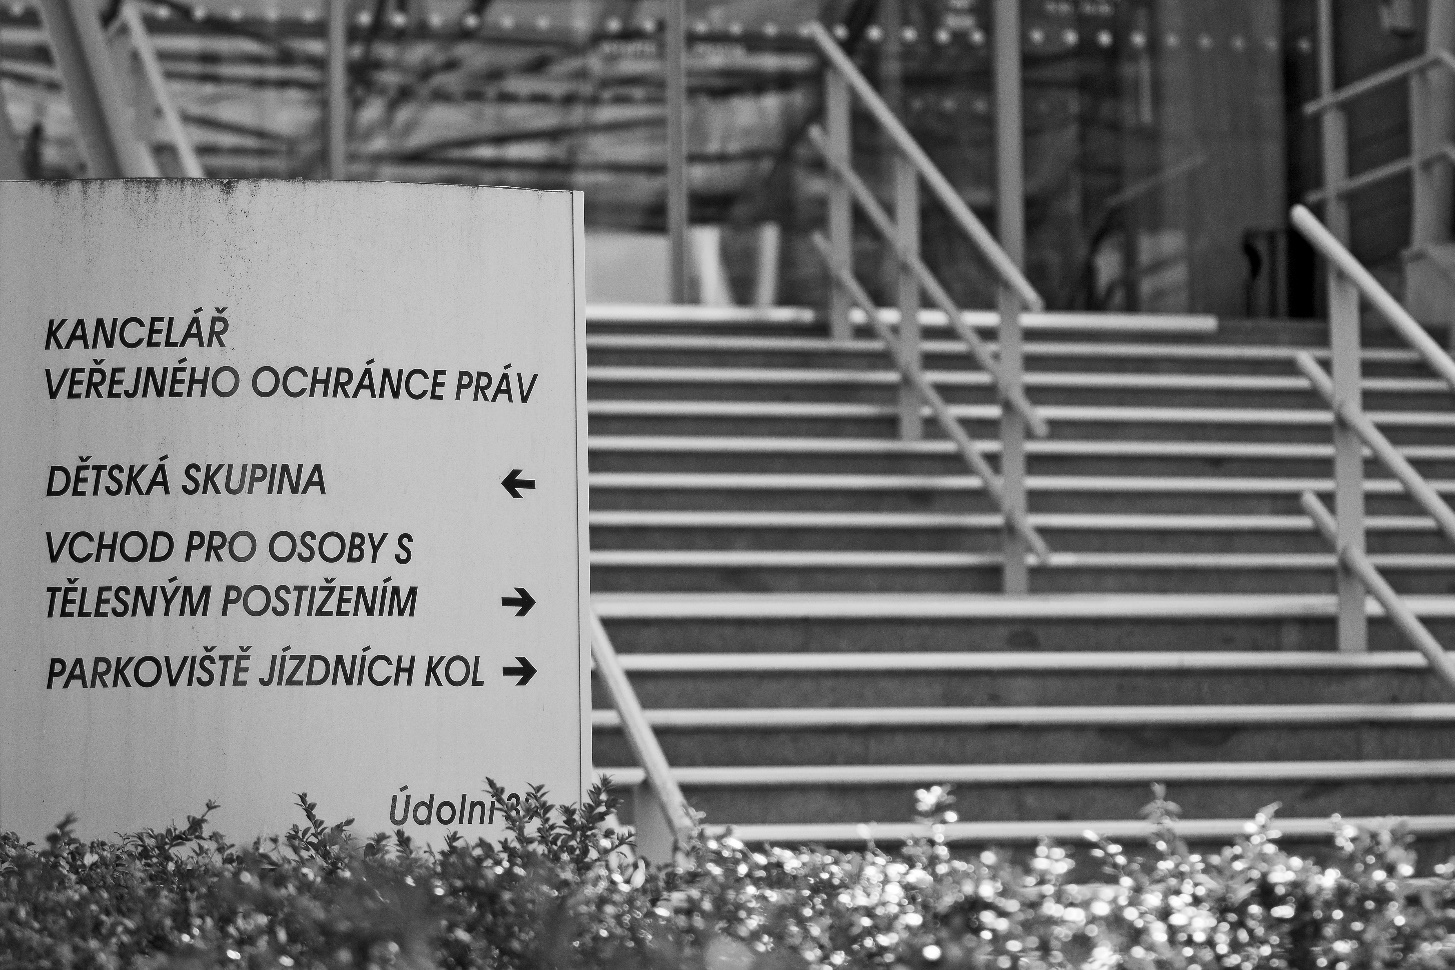 KANCELÁŘ
VEŘEJNÉHO OCHRÁNCE PRÁV
DĚTSKÁ SKUPINA ←
VCHOD PRO OSOBY S
TĚLESNÝM POSTIŽENÍM →
PARKOVIŠTĚ JÍZDNÍCH KOL →
Údolní